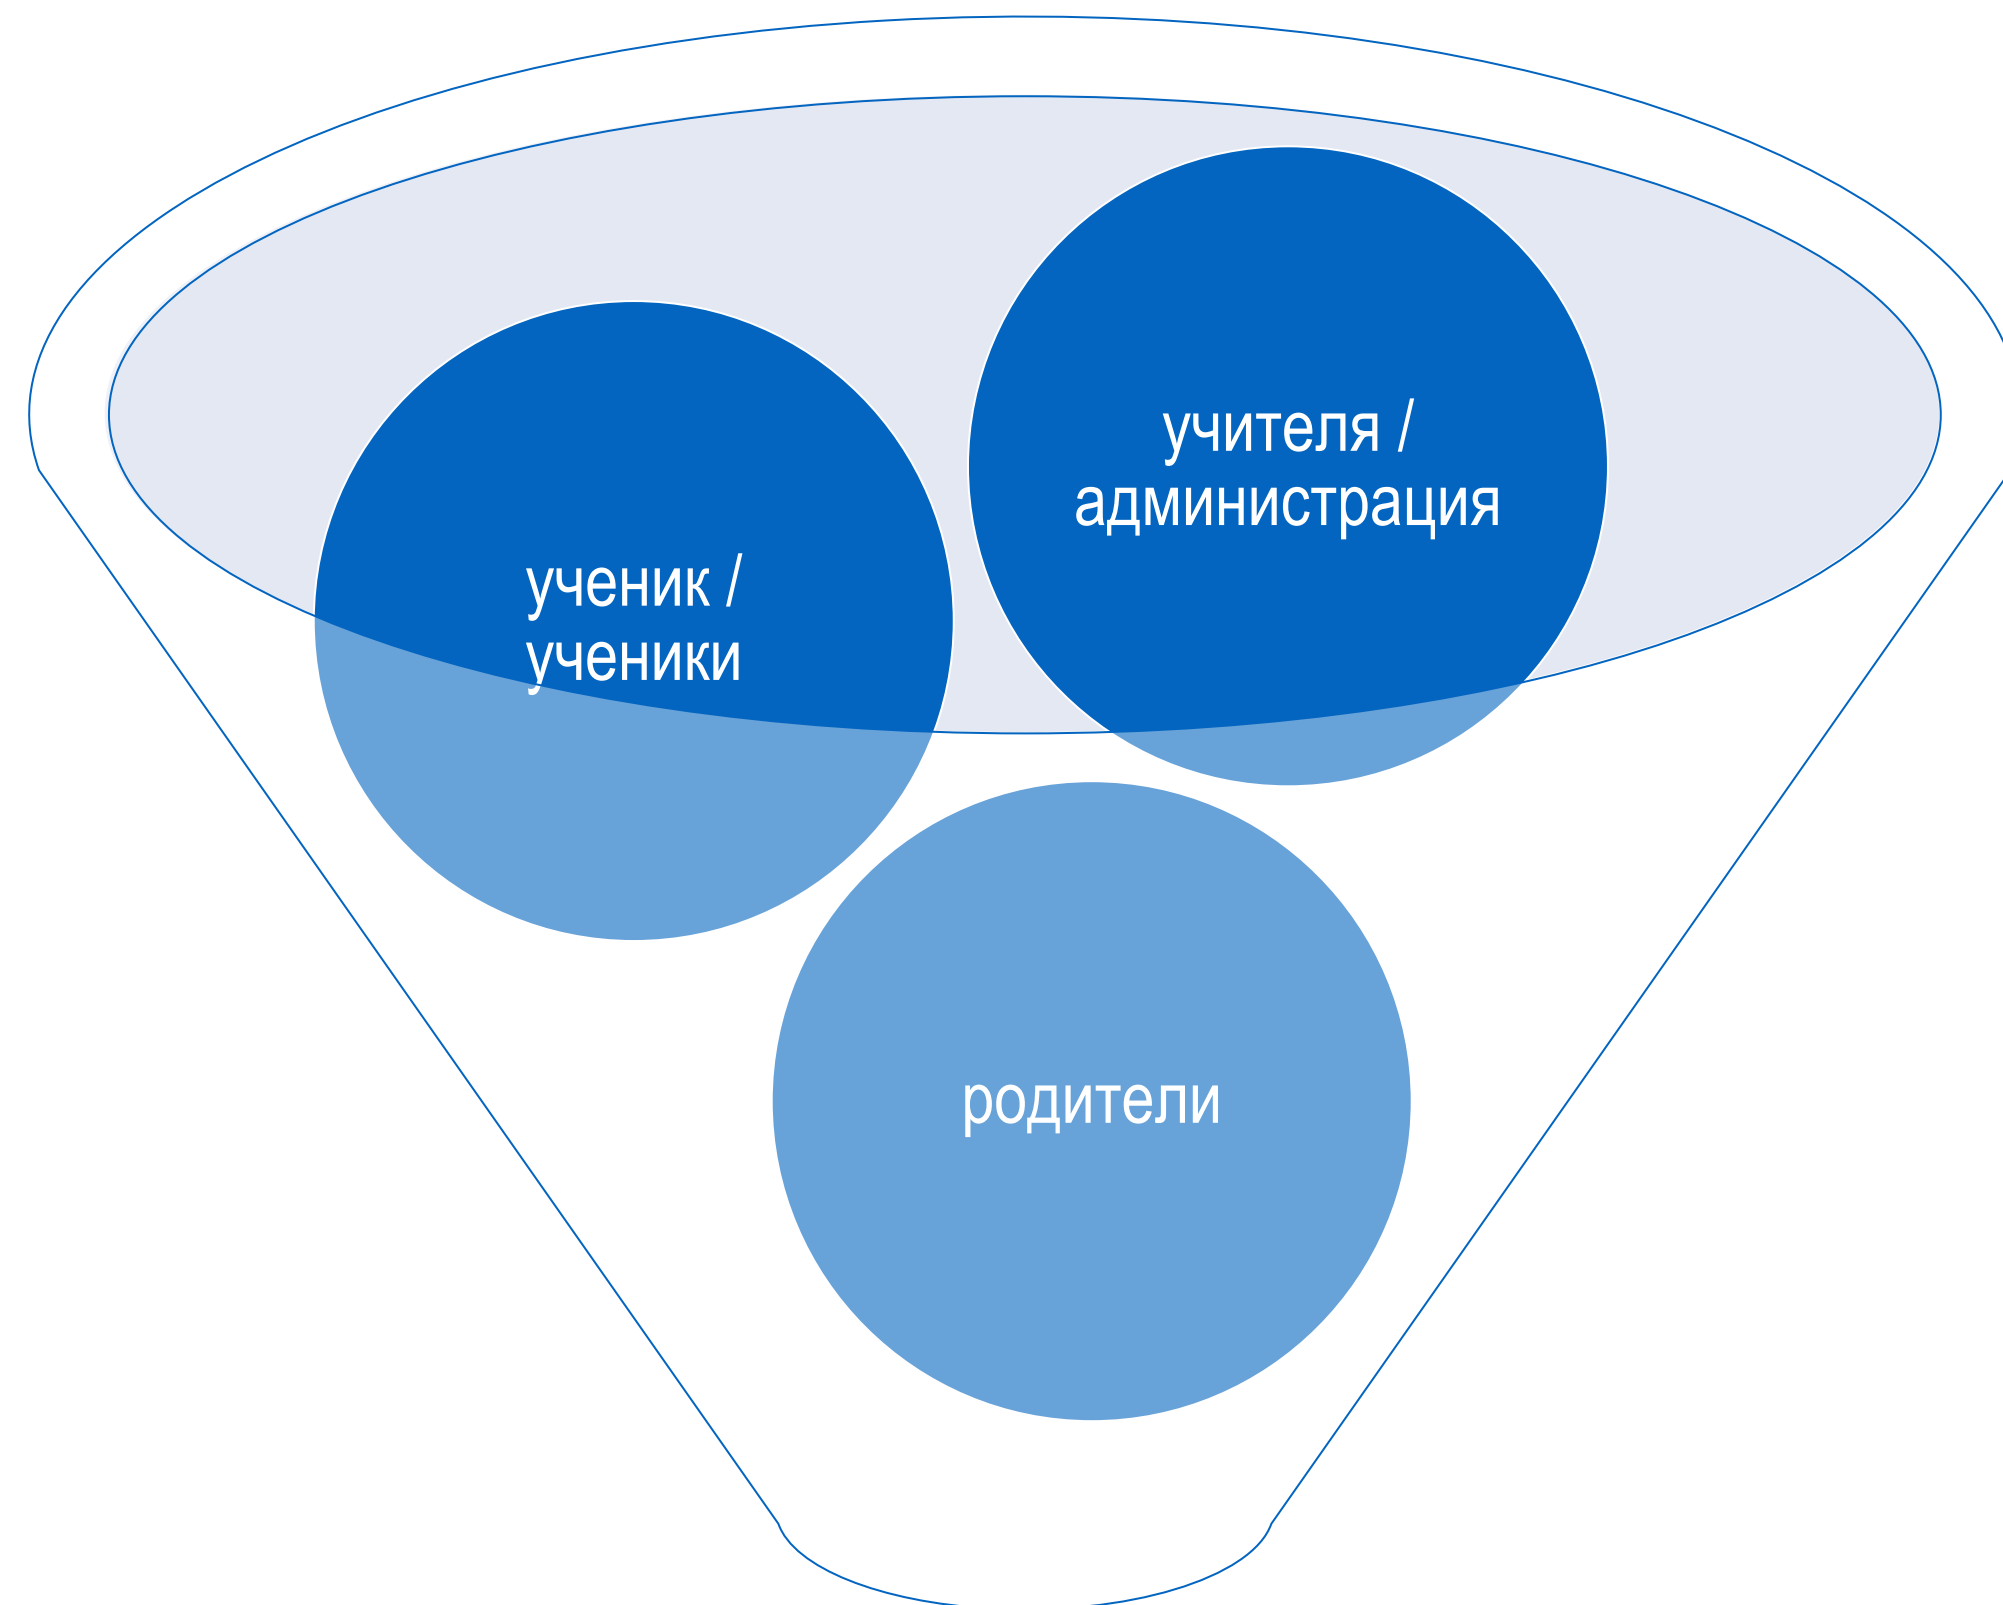 ученик /
ученики
учителя /
администрация
родители